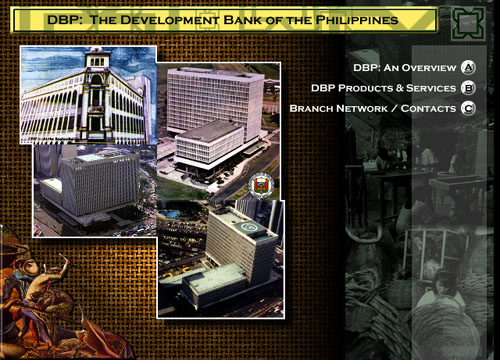 DBP: The Development Bank of the Philippines
DBP: An Overview A
DBP Products & Services B
Branch Network / Contacts C